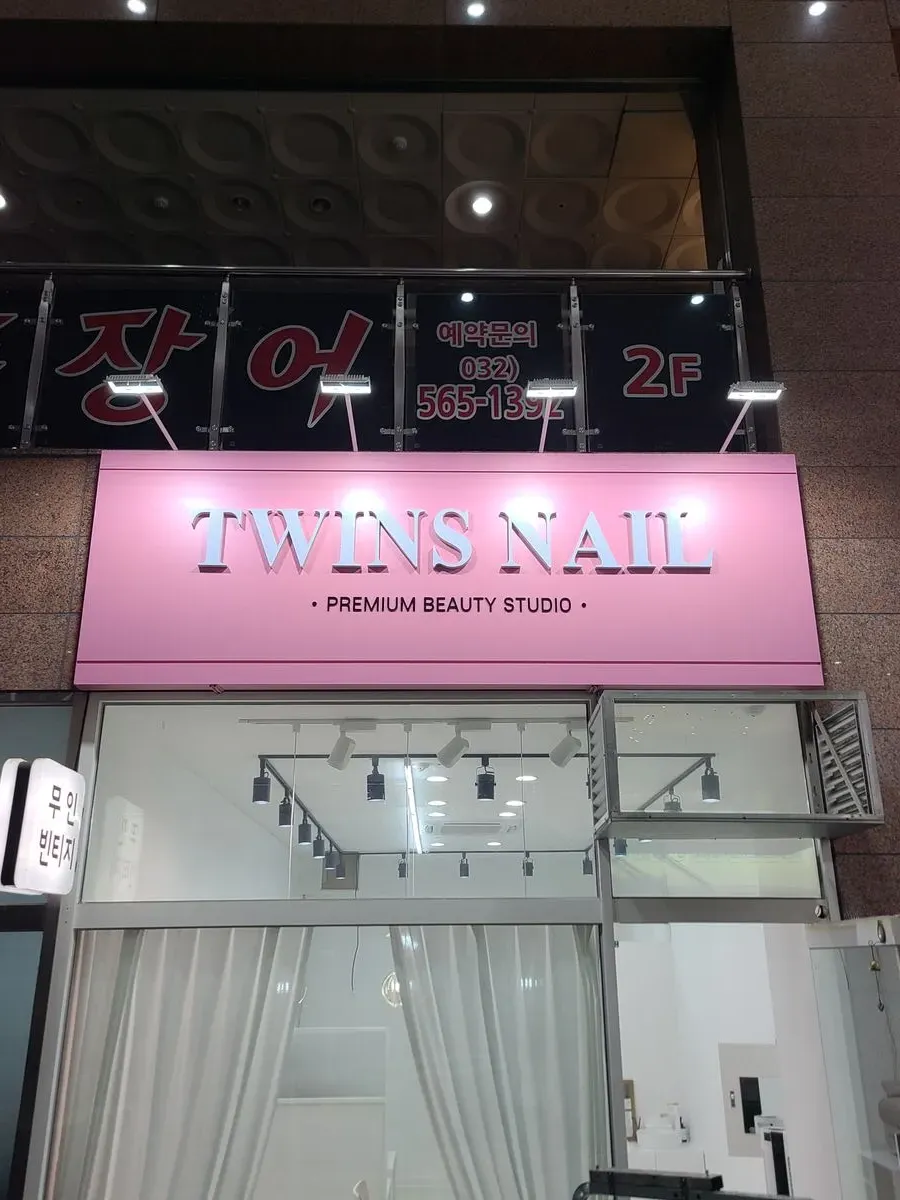 장어
예약문의
032)
565-1392
2F
TWINS NAIL
• PREMIUM BEAUTY STUDIO •
무인
빈티지